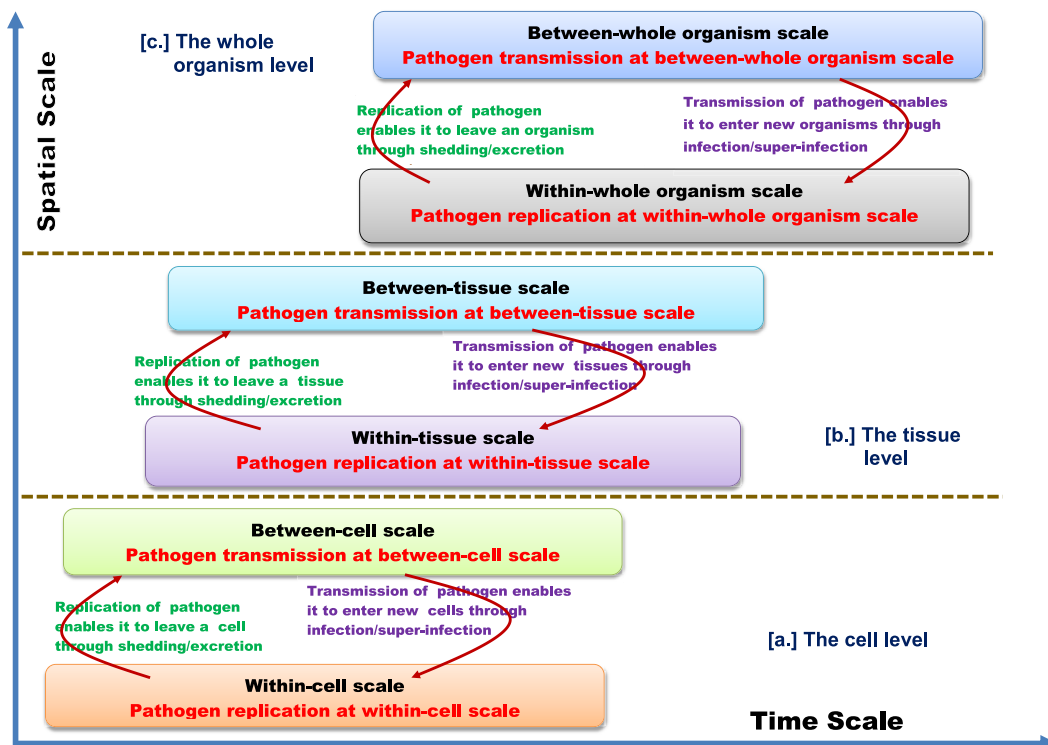 Spatial Scale
[c.] The whole
organism level
Between-whole organism scale
Pathogen transmission at between-whole organism scale
Replication of pathogen
enables it to leave an organism
through shedding/excretion
Transmission of pathogen enables
it to enter new organisms through
infection/super-infection
Within-whole organism scale
Pathogen replication at within-whole organism scale
Between-tissue scale
Pathogen transmission at between-tissue scale
Replication of pathogen
enables it to leave a tissue
through shedding/excretion
Transmission of pathogen enables
it to enter new tissues through
infection/super-infection
Within-tissue scale
Pathogen replication at within-tissue scale
[b.] The tissue
level
Between-cell scale
Pathogen transmission at between-cell scale
Replication of pathogen
enables it to leave a cell
through shedding/excretion
Transmission of pathogen enables
it to enter new cells through
infection/super-infection
[a.] The cell level
Within-cell scale
Pathogen replication at within-cell scale
Time Scale